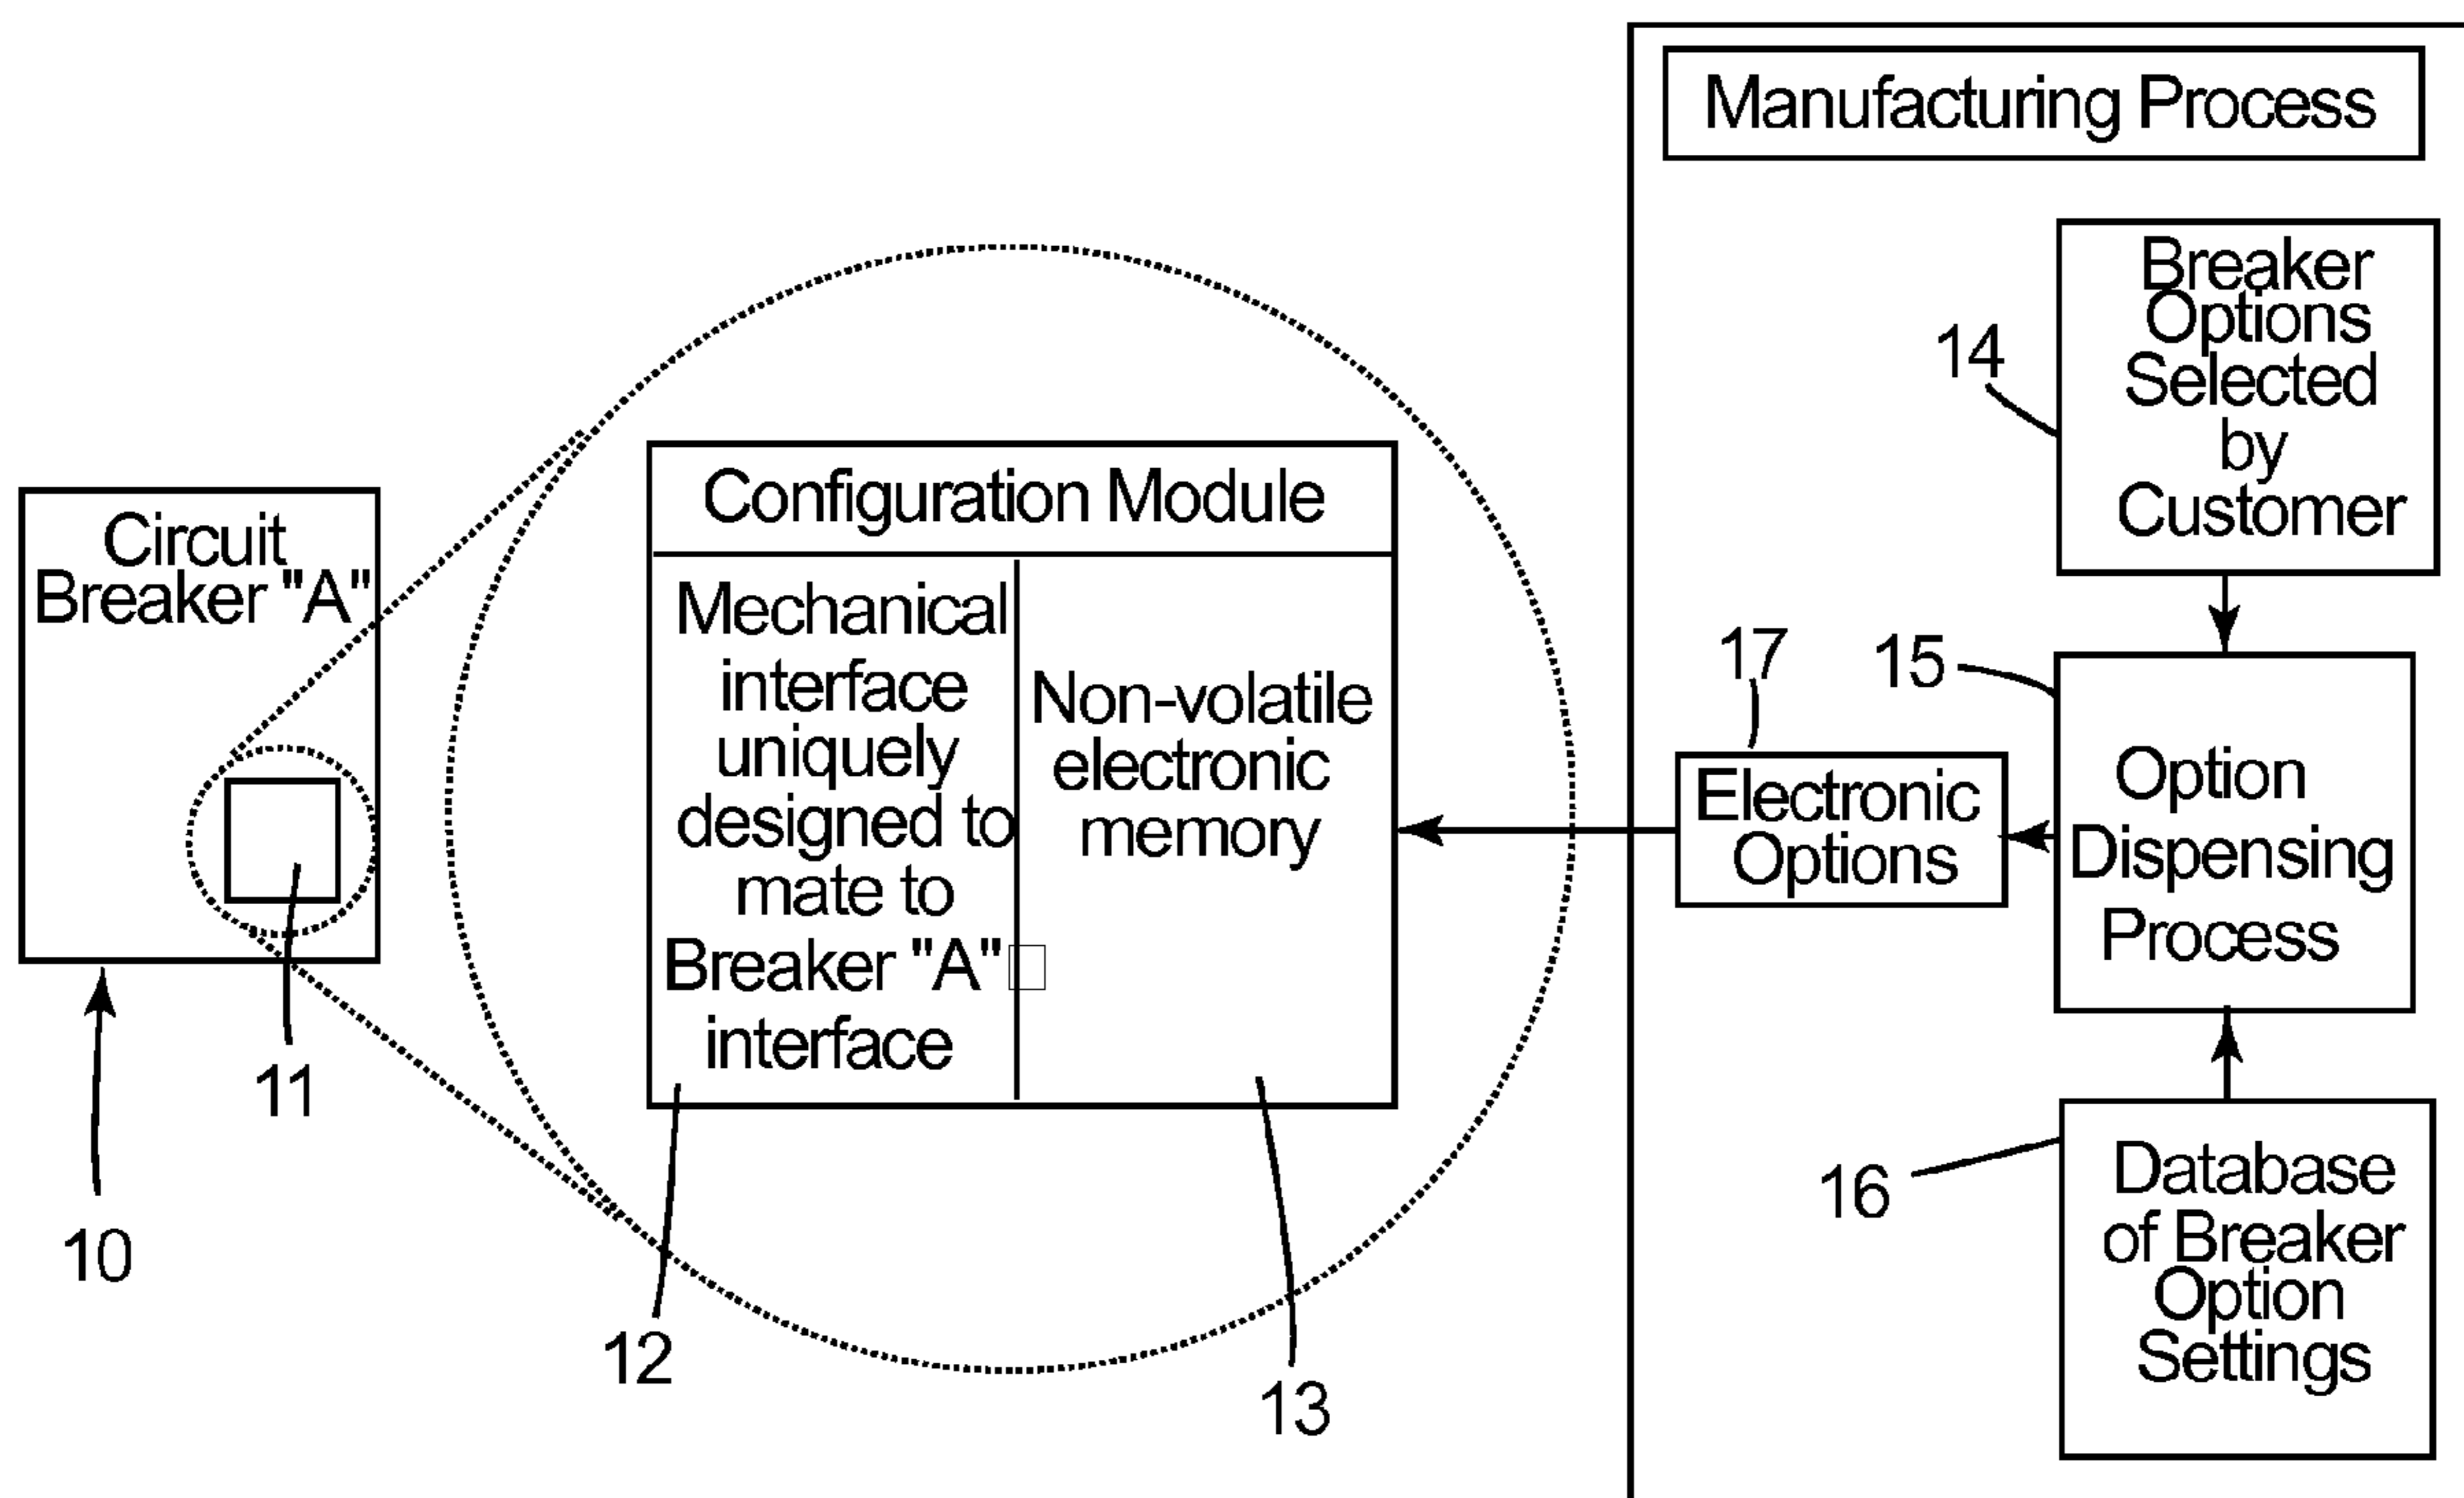 Manufacturing Process
Circuit
Breaker "A"
10
11
Configuration Module
Mechanical
interface
uniquely
designed to
mate to
Breaker "A"
interface
12
Non-volatile
electronic
memory
13
14
Breaker
Options
Selected
by
Customer
17
Electronic
Options
15
Option
Dispensing
Process
16
Database
of Breaker
Option
Settings